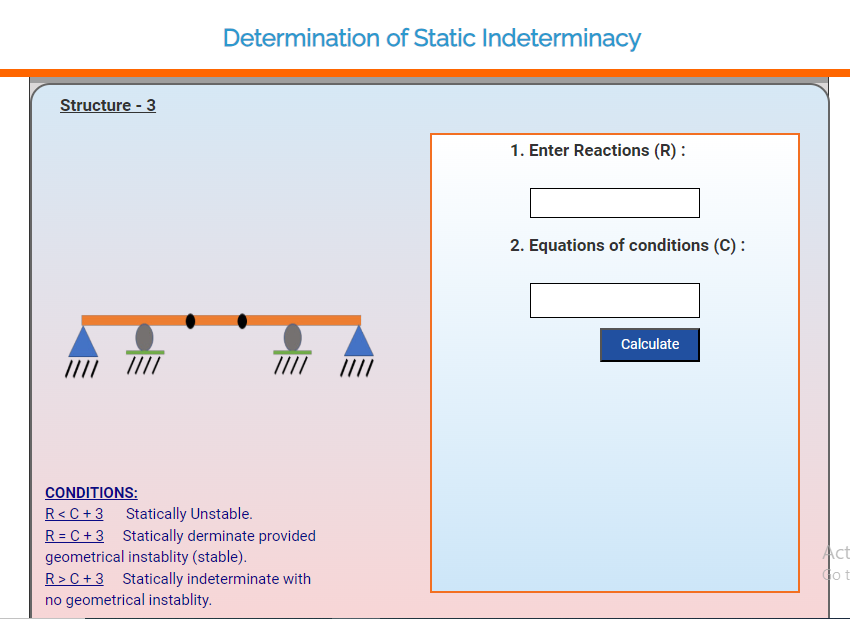 Determination of Static Indeterminacy
Structure - 3
1. Enter Reactions (R) :
2. Equations of conditions (C) :
Calculate
CONDITIONS:
R < C + 3 Statically Unstable.
R = C + 3 Statically derminate provided
geometrical instablity (stable).
R > C + 3 Statically indeterminate with
no geometrical instablity.
Act
Go t